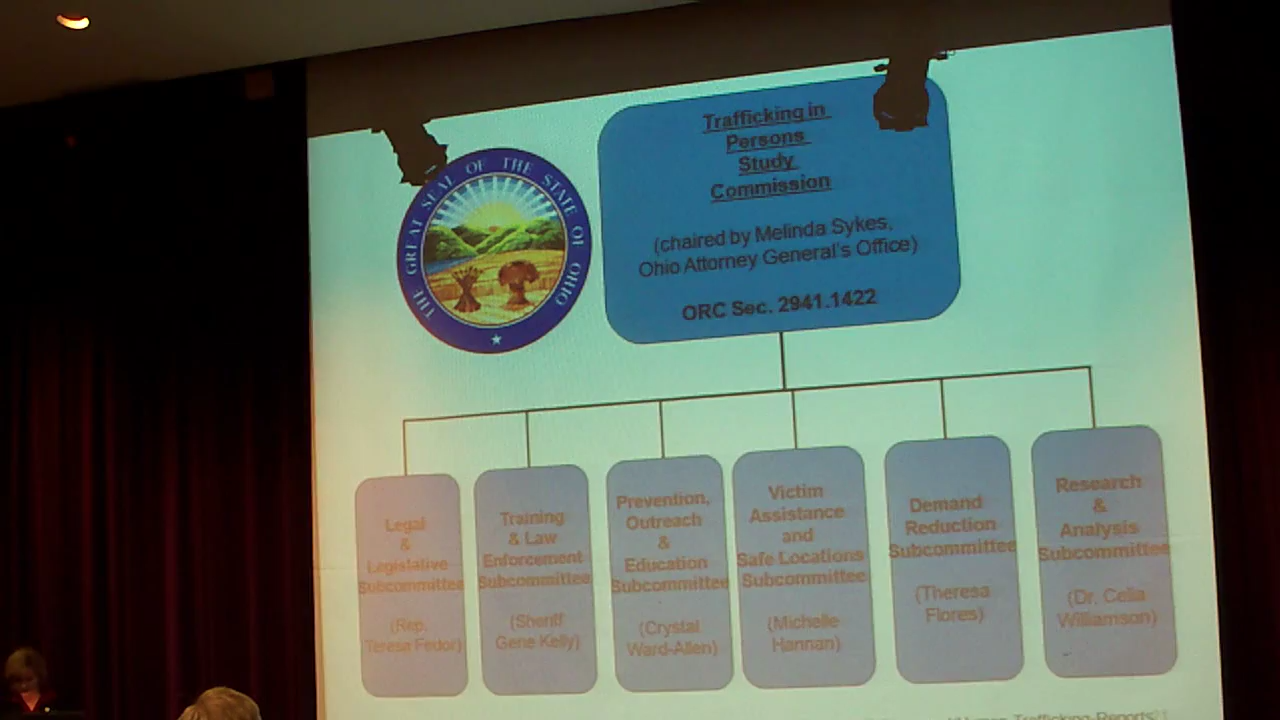 THE GREAT SEAL OF THE STATE OF OHIO
Trafficking in
Persons
Study
Commission
(chaired by Melinda Sykes,
Ohio Attorney General's Office)
ORC Sec. 2941.1422
Legal
&
Legislative
Subcommittee
(Rep.
Teresa Fedor)
Training
& Law
Enforcement
Subcommittee
(Sheriff
Gene Kelly)
Prevention,
Outreach
&
Education
Subcommittee
(Crystal
Ward-Allen)
Victim
Assistance
and
Safe Locations
Subcommittee
(Michelle
Hannan)
Demand
Reduction
Subcommittee
(Theresa
Flores)
Research
&
Analysis
Subcommittee
(Dr. Celia
Williamson)
Human Trafficking Reports